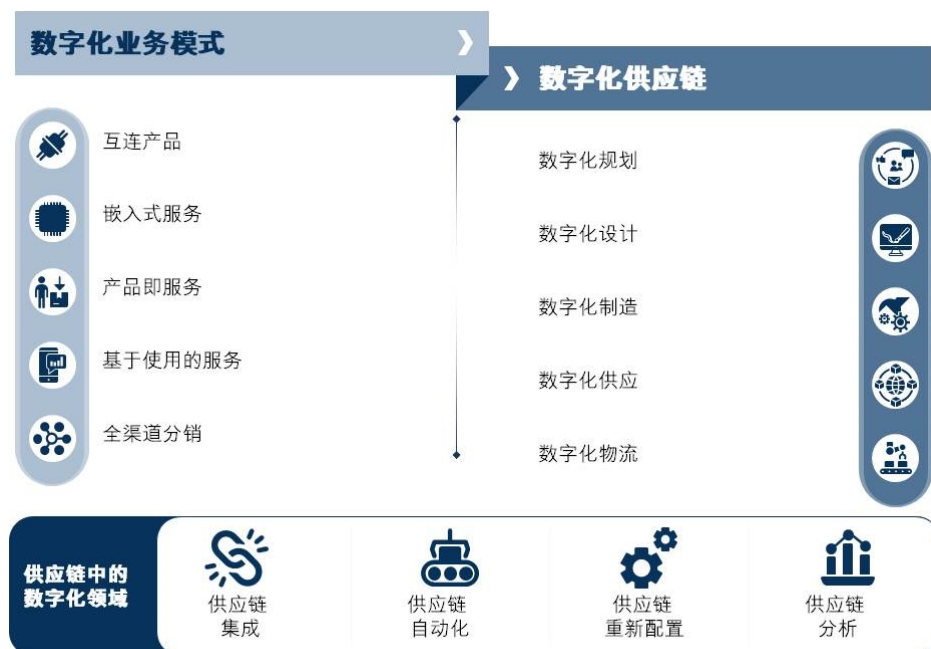 数字化业务模式
数字化供应链
互连产品
嵌入式服务
产品即服务
基于使用的服务
全渠道分销
数字化规划
数字化设计
数字化制造
数字化供应
数字化物流
供应链中的
数字化领域
供应链
集成
供应链
自动化
供应链
重新配置
供应链
分析